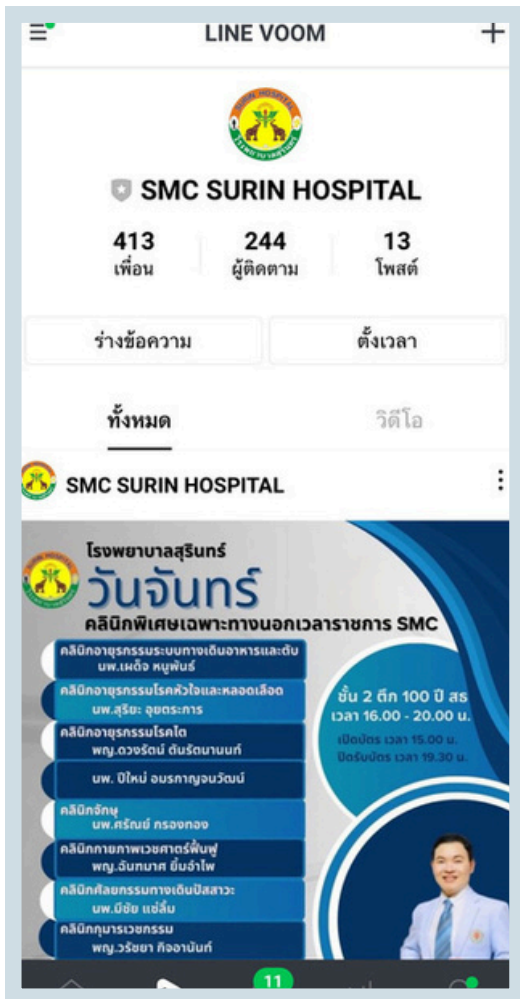 LINE VOOM
SMC SURIN HOSPITAL
413
เพื่อน
244
ผู้ติดตาม
13
โพสต์
ร่างข้อความ
ตั้งเวลา
ทั้งหมด
วิดีโอ
SMC SURIN HOSPITAL
โรงพยาบาลสุรินทร์
วันจันทร์
คลินิกพิเศษเฉพาะทางนอกเวลาราชการ SMC
คลินิกอายุรกรรมระบบทางเดินอาหารและตับ
นพ.เผด็จ หนูพันธ์
คลินิกอายุรกรรมโรคหัวใจและหลอดเลือด
นพ.สุริยะ อุยตระการ
คลินิกอายุรกรรมโรคไต
พญ.ดวงรัตน์ ตันรัตนานนท์
นพ. ปีใหม่ อมรกาญจนวัฒน์
คลินิกจักษุ
นพ.ศรัณย์ กรองทอง
คลินิกกายภาพเวชศาตร์ฟื้นฟู
พญ.ฉันทมาศ ยิ้มอำไพ
คลินิกศัลยกรรมทางเดินปัสสาวะ
นพ.มีชัย แซ่ลิ้ม
คลินิกกุมารเวชกรรม
พญ.วรัชยา กิจอานันท์
ชั้น 2 ตึก 100 ปี สธ
เวลา 16.00 - 20.00 น.
เปิดบัตร เวลา 15.00 น.
ปิดรับบัตร เวลา 19.30 น.
11